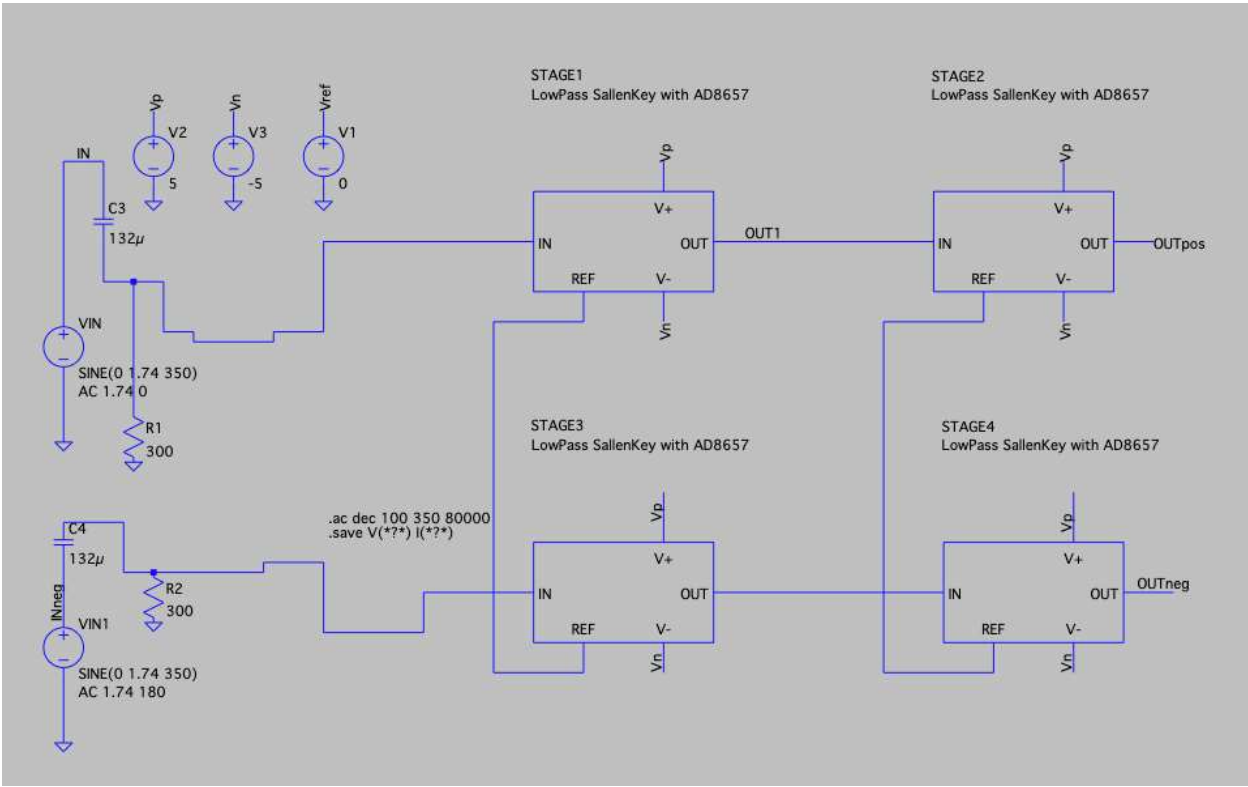 STAGE1
LowPass SallenKey with AD8657
STAGE2
LowPass SallenKey with AD8657
Vp
V2
5
Vn
V3
-5
Vref
V1
0
IN
C3
132µ
VIN
SINE(0 1.74 350)
AC 1.74 0
R1
300
Vp
V+
IN
OUT
REF
V-
Vn
OUT1
Vp
V+
IN
OUT
REF
V-
Vn
OUTpos
STAGE3
LowPass SallenKey with AD8657
STAGE4
LowPass SallenKey with AD8657
.ac dec 100 350 80000
.save V(*?*) I(*?*)
C4
132µ
INneg
R2
300
VIN1
SINE(0 1.74 350)
AC 1.74 180
Vp
V+
IN
OUT
REF
V-
Vn
Vp
V+
IN
OUT
REF
V-
Vn
OUTneg